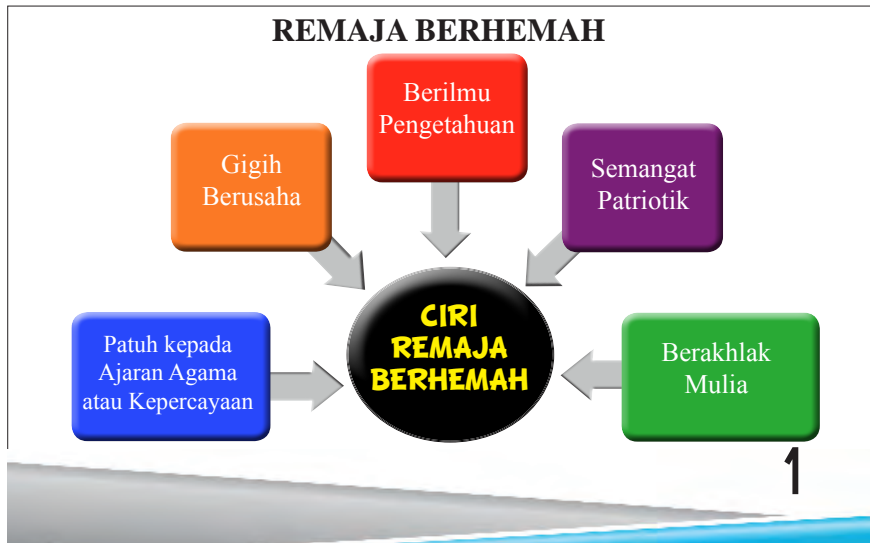 REMAJA BERHEMAH
Berilmu
Pengetahuan
Gigih
Berusaha
Semangat
Patriotik
Patuh kepada
Ajaran Agama
atau Kepercayaan
CIRI
REMAJA
BERHEMAH
Berakhlak
Mulia
1